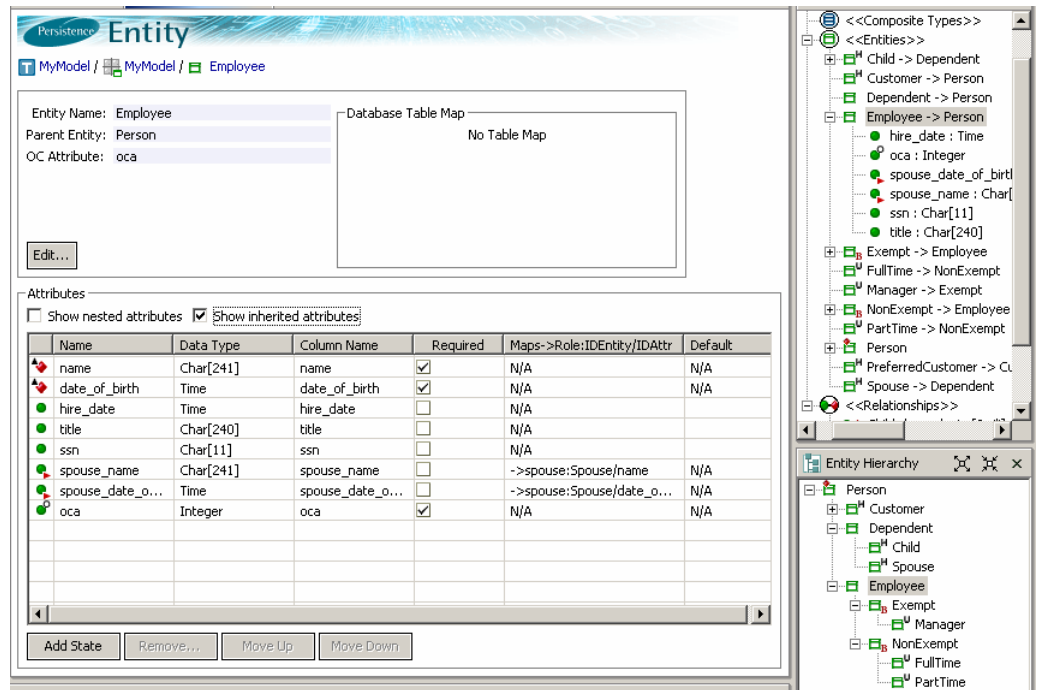 Persistence Entity
MyModel / MyModel / Employee
Entity Name: Employee
Parent Entity: Person
OC Attribute: oca
Database Table Map
No Table Map
Edit...
Attributes
Show nested attributes Show inherited attributes
Name Data Type Column Name Required Maps->Role:IDEntity/IDAttr Default
name Char[241] name N/A N/A
date_of_birth Time date_of_birth N/A
hire_date Time hire_date N/A
title Char[240] title N/A
ssn Char[11] ssn N/A
spouse_name Char[241] spouse_name ->spouse:Spouse/name N/A
spouse_date_o... Time spouse_date_o... ->spouse:Spouse/date_o... N/A
oca Integer oca N/A N/A
Add State Remove... Move Up Move Down
<<Composite Types>>
<<Entities>>
H Child -> Dependent
H Customer -> Person
Dependent -> Person
Employee -> Person
hire_date : Time
oca : Integer
spouse_date_of_birt
spouse_name : Char[
ssn : Char[11]
title : Char[240]
B Exempt -> Employee
U FullTime -> NonExempt
U Manager -> Exempt
B NonExempt -> Employee
U PartTime -> NonExempt
Person
H PreferredCustomer -> Cu
H Spouse -> Dependent
<<Relationships>>
Entity Hierarchy
Person
H Customer
Dependent
H Child
H Spouse
Employee
B Exempt
U Manager
B NonExempt
U FullTime
U PartTime